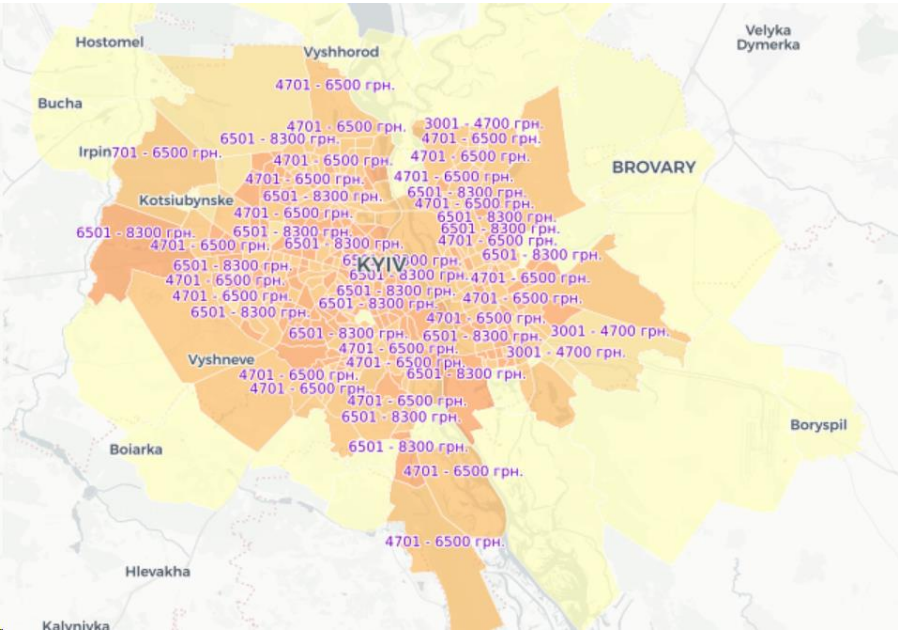 Hostomel
Vyshhorod
Velyka
Dymerka
4701 - 6500 грн.
Bucha
4701 - 6500 грн.
3001 - 4700 грн.
6501 - 8300 грн.
4701 - 6500 грн.
Irpin701 - 6500 грн.
4701 - 6500 грн.
4701 - 6500 грн.
BROVARY
4701 - 6500 грн.
4701 - 6500 грн.
6501 - 8300 грн.
6501 - 8300 грн.
Kotsiubynske
4701 - 6500 грн.
4701 - 6500 грн.
6501 - 8300 грн.
6501 - 8300 грн.
6501 - 8300 грн.
6501 - 8300 грн.
4701 - 6500 грн.
6501 - 8300 грн.
4701 - 6500 грн.
6501 - 8300 грн.
KYIV
6501 - 8300 грн.
6501 - 8300 грн.
4701 - 6500 грн.
4701 - 6500 грн.
6501 - 8300 грн.
4701 - 6500 грн.
6501 - 8300 грн.
4701 - 6500 грн.
6501 - 8300 грн.
4701 - 6500 грн.
6501 - 8300 грн.
6501 - 8300 грн.
3001 - 4700 грн.
4701 - 6500 грн.
3001 - 4700 грн.
Vyshneve
4701 - 6500 грн.
4701 - 6500 грн.
6501 - 8300 грн.
4701 - 6500 грн.
4701 - 6500 грн.
6501 - 8300 грн.
Boryspil
Boiarka
6501 - 8300 грн.
4701 - 6500 грн.
4701 - 6500 грн.
Hlevakha
Kalynivka